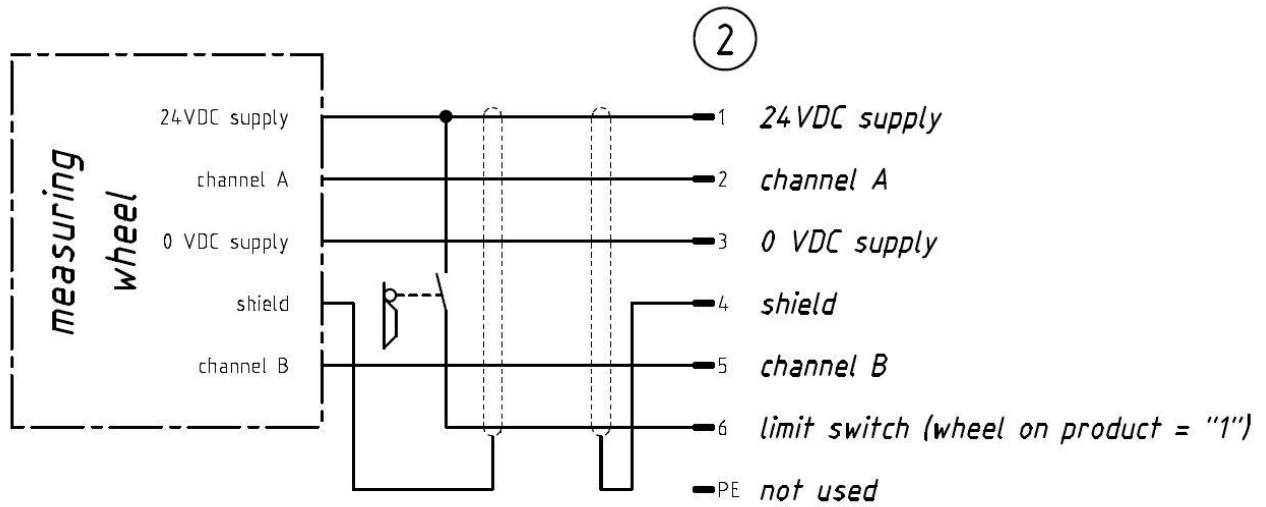 2
24VDC supply
1 24VDC supply
channel A
2 channel A
measuring
wheel
0 VDC supply
3 0 VDC supply
shield
4 shield
channel B
5 channel B
6 limit switch (wheel on product = "1")
PE not used